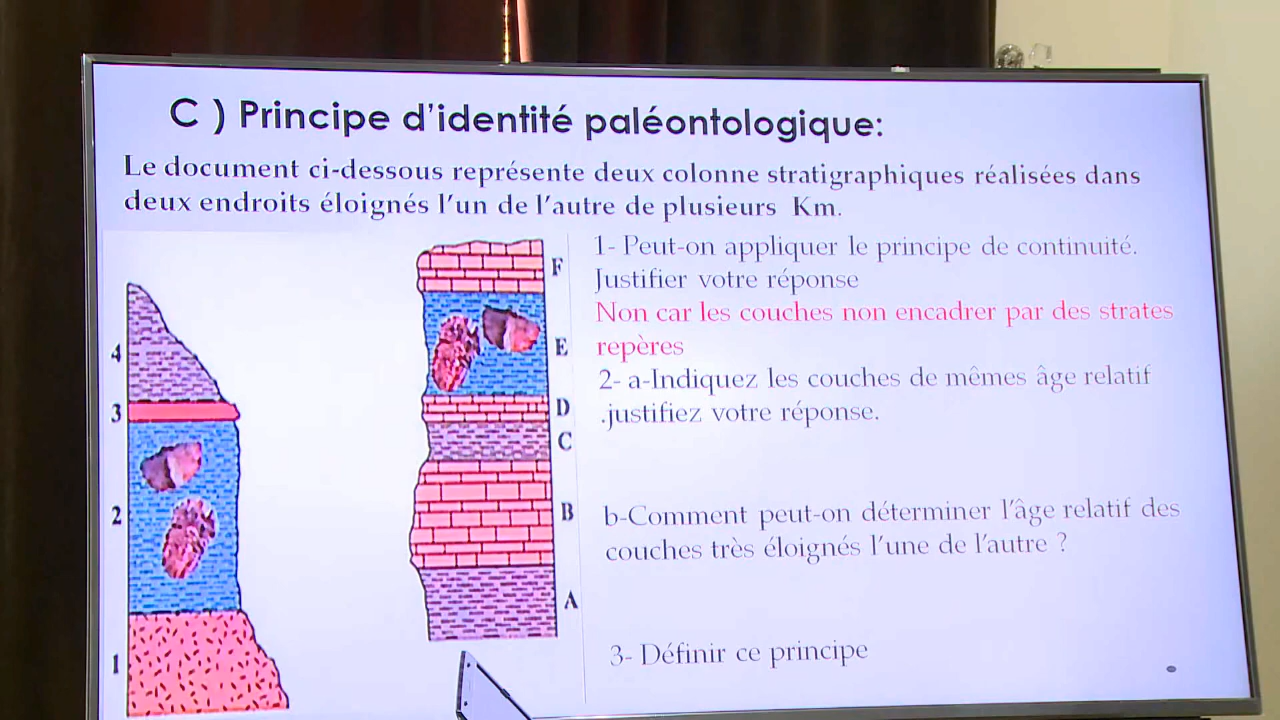 C ) Principe d'identité paléontologique:
Le document ci-dessous représente deux colonne stratigraphiques réalisées dans
deux endroits éloignés l'un de l'autre de plusieurs Km.
1- Peut-on appliquer le principe de continuité.
Justifier votre réponse
Non car les couches non encadrer par des strates
repères
2- a-Indiquez les couches de mêmes âge relatif
.justifiez votre réponse.
b-Comment peut-on déterminer l'âge relatif des
couches très éloignés l'une de l'autre ?
3- Définir ce principe
4
3
2
1
F
E
D
C
B
A